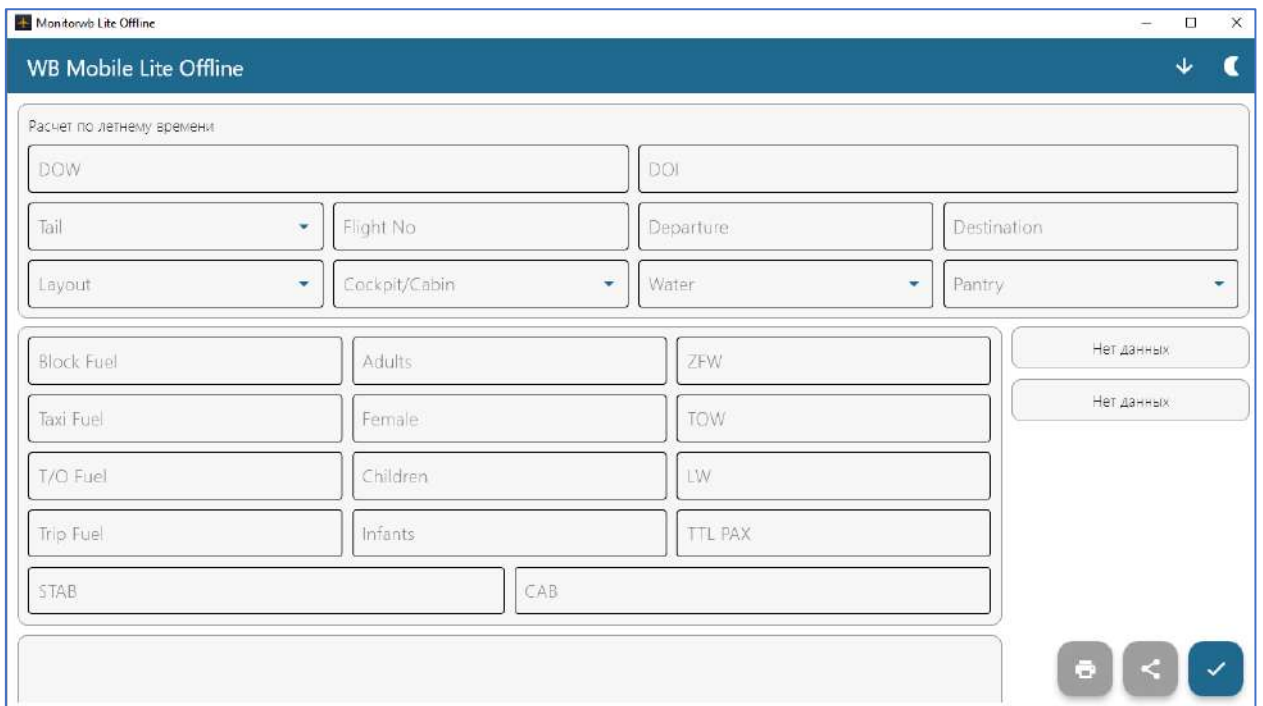 Monitorwb Lite Offline
WB Mobile Lite Offline
Расчет по летнему времени
DOW DOI
Tail Flight No Departure Destination
Layout Cockpit/Cabin Water Pantry
Block Fuel Adults ZFW
Taxi Fuel Female TOW
T/O Fuel Children LW
Trip Fuel Infants TTL PAX
STAB CAB
Нет данных
Нет данных